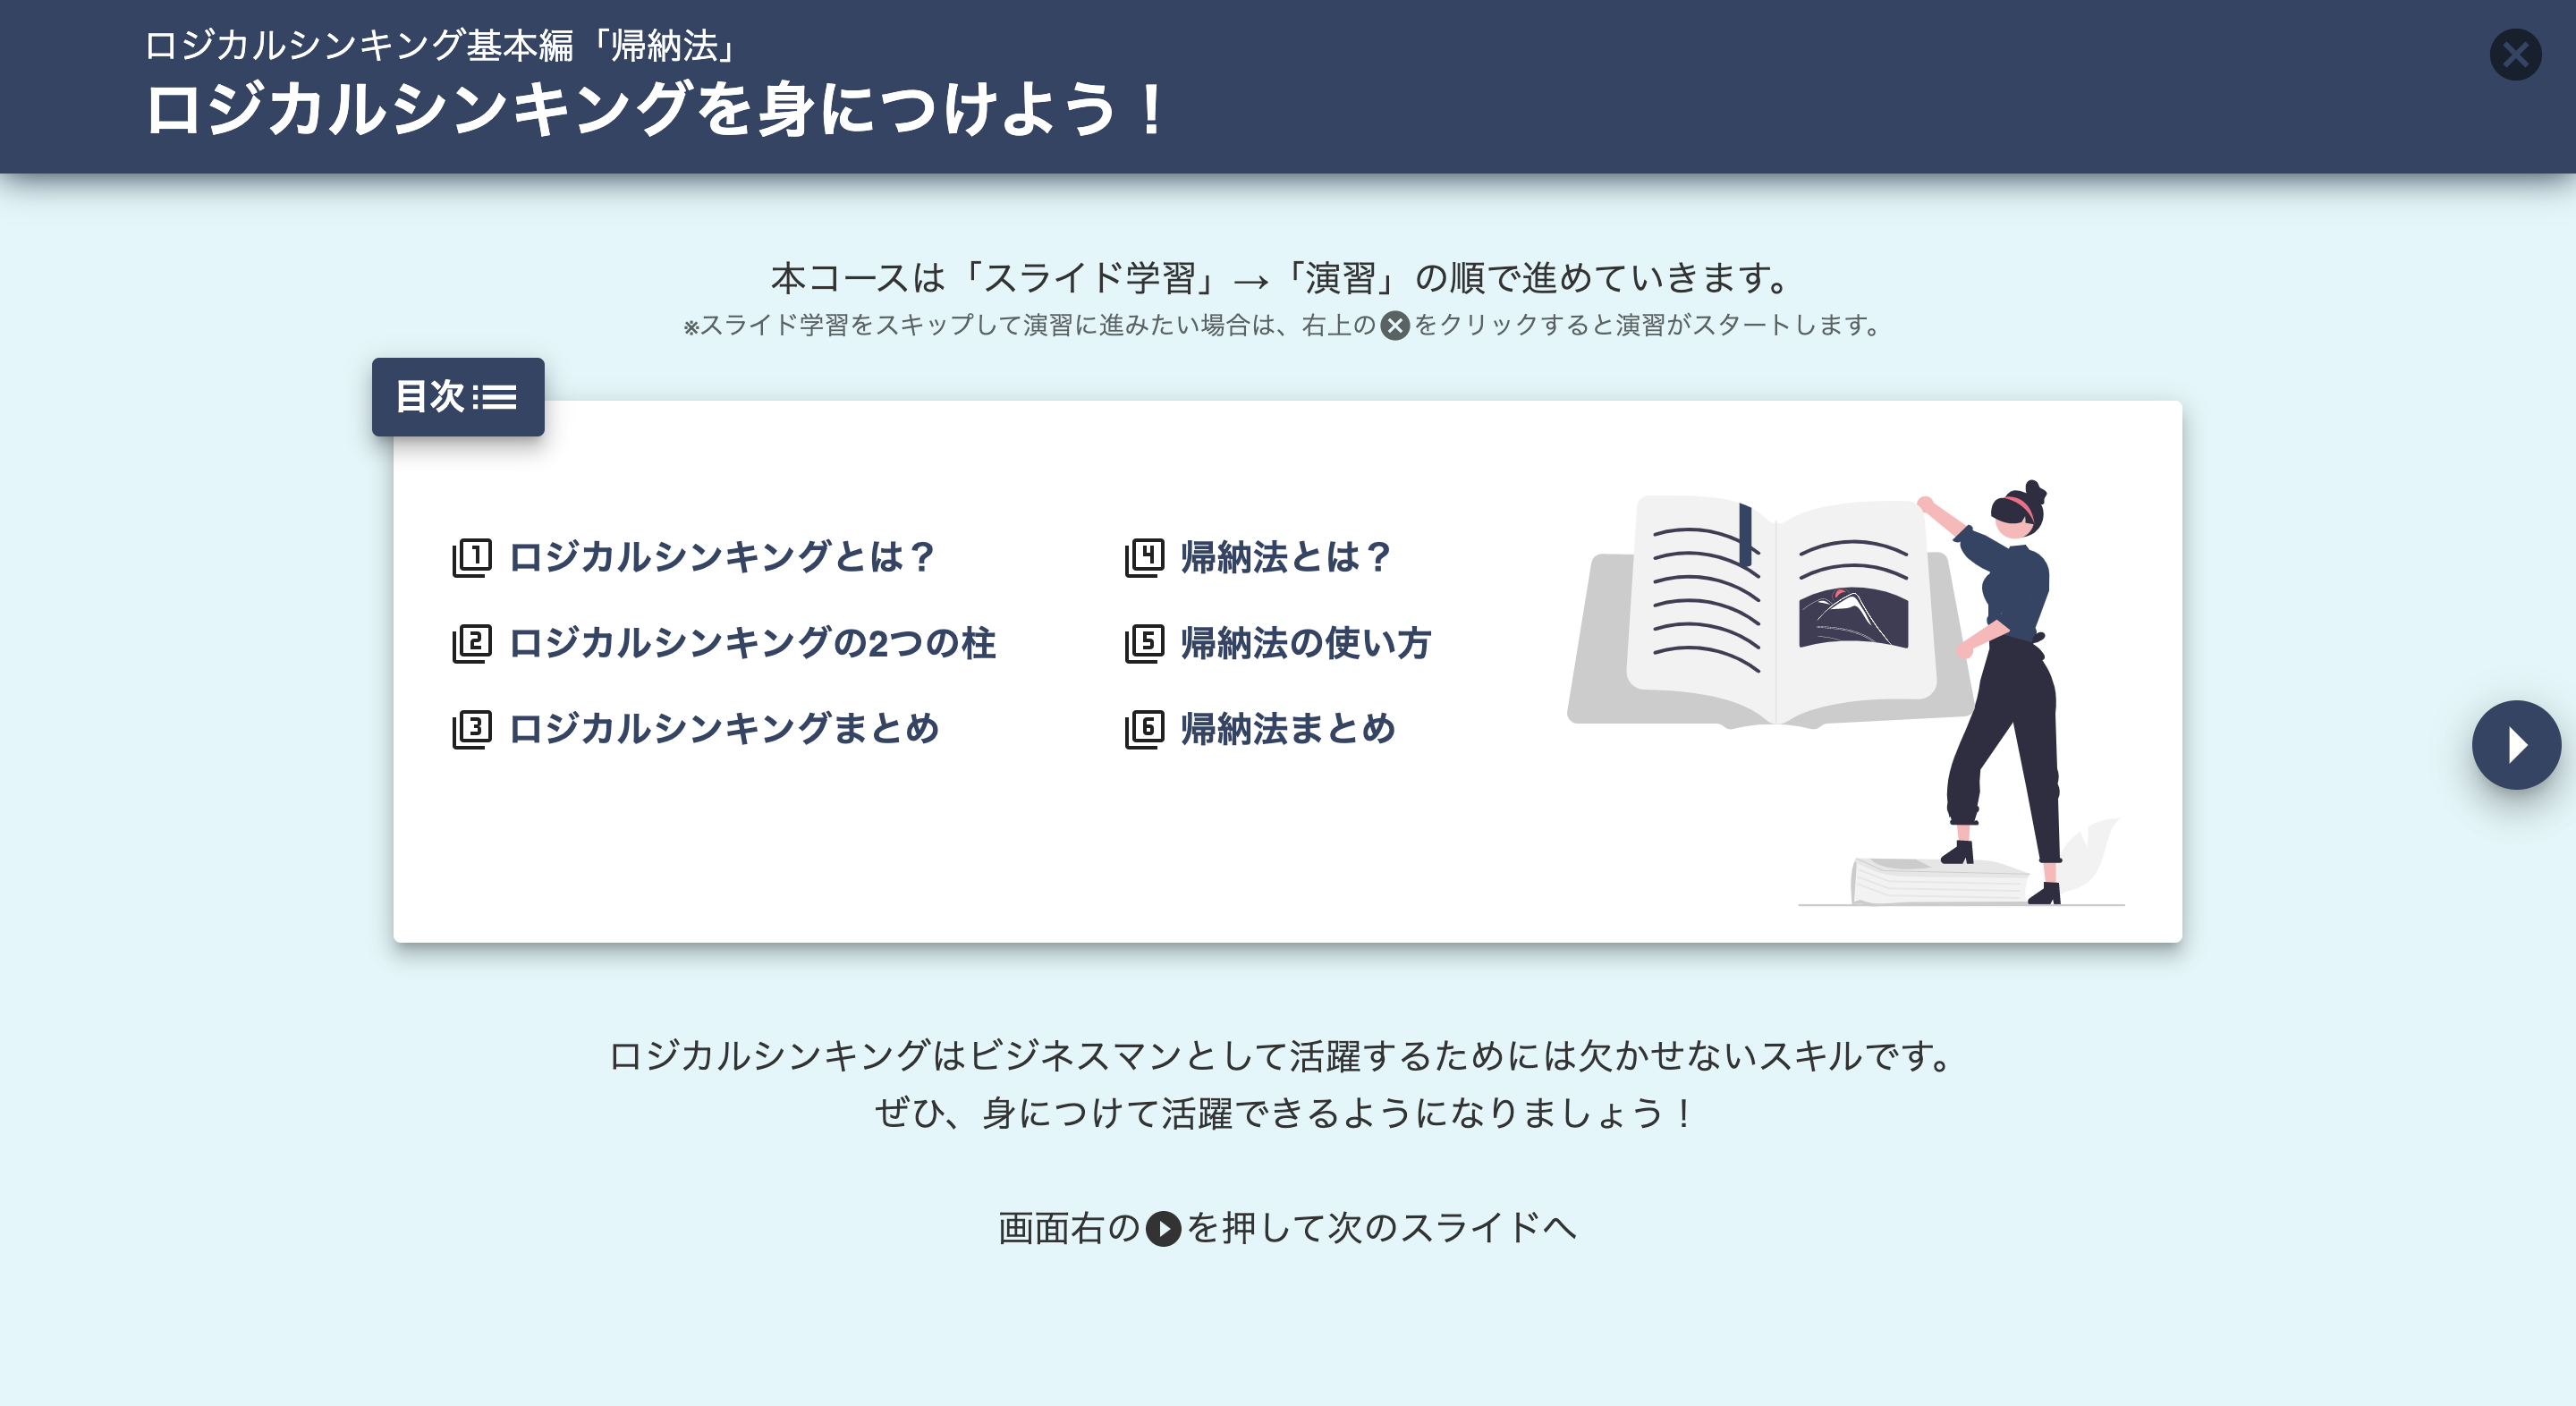 ロジカルシンキング基本編「帰納法」
ロジカルシンキングを身につけよう！
本コースは「スライド学習」→「演習」の順で進めていきます。
※スライド学習をスキップして演習に進みたい場合は、右上の をクリックすると演習がスタートします。
目次
1 ロジカルシンキングとは？
2 ロジカルシンキングの2つの柱
3 ロジカルシンキングまとめ
4 帰納法とは？
5 帰納法の使い方
6 帰納法まとめ
ロジカルシンキングはビジネスマンとして活躍するためには欠かせないスキルです。
ぜひ、身につけて活躍できるようになりましょう！
画面右の を押して次のスライドへ